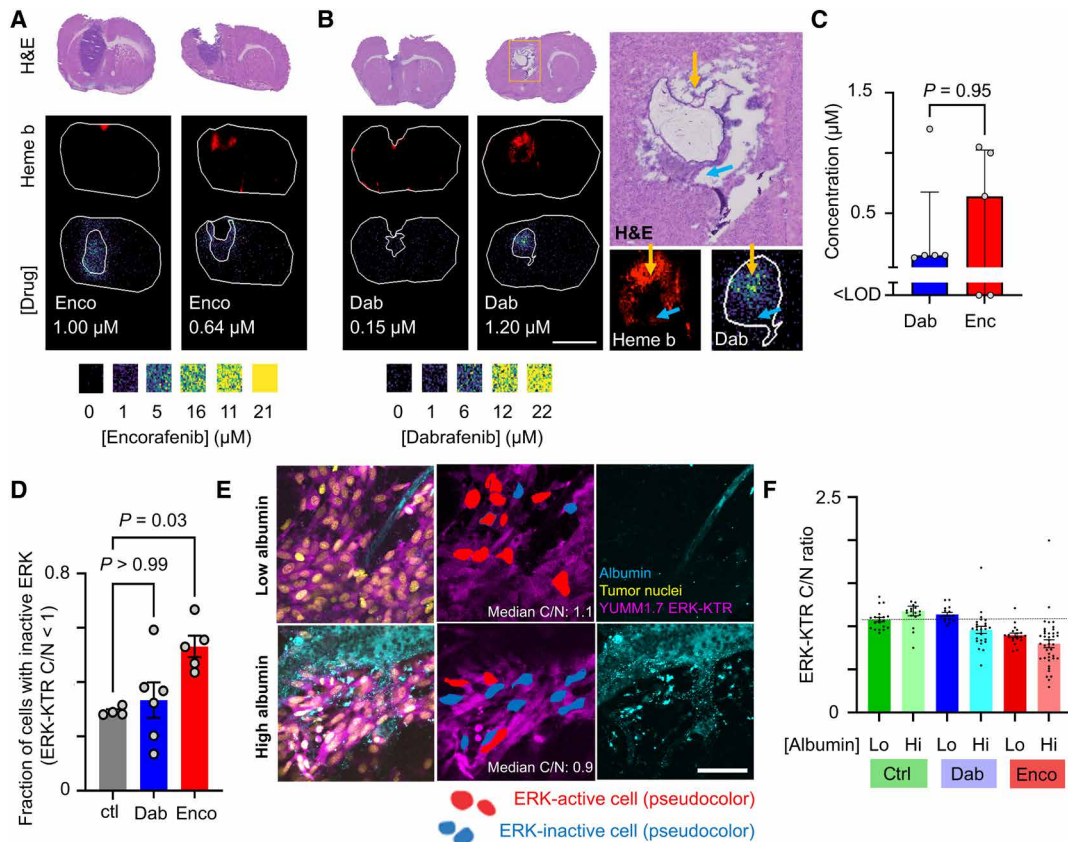 A
B
C
H&E
Heme b
[Drug]
Enco
1.00 µM
Enco
0.64 µM
Dab
0.15 µM
Dab
1.20 µM
H&E
Heme b
Dab
0 1 5 16 11 21
[Encorafenib] (µM)
0 1 6 12 22
[Dabrafenib] (µM)
Concentration (µM)
1.5
0.5
<LOD
P = 0.95
Dab Enc
D
E
F
Fraction of cells with inactive ERK
(ERK-KTR C/N < 1)
0.8
0
P = 0.03
P > 0.99
ctl Dab Enco
Low albumin
High albumin
Median C/N: 1.1
Albumin
Tumor nuclei
YUMM1.7 ERK-KTR
Median C/N: 0.9
ERK-active cell (pseudocolor)
ERK-inactive cell (pseudocolor)
ERK-KTR C/N ratio
2.5
0
[Albumin] Lo Hi Lo Hi Lo Hi
Ctrl Dab Enco